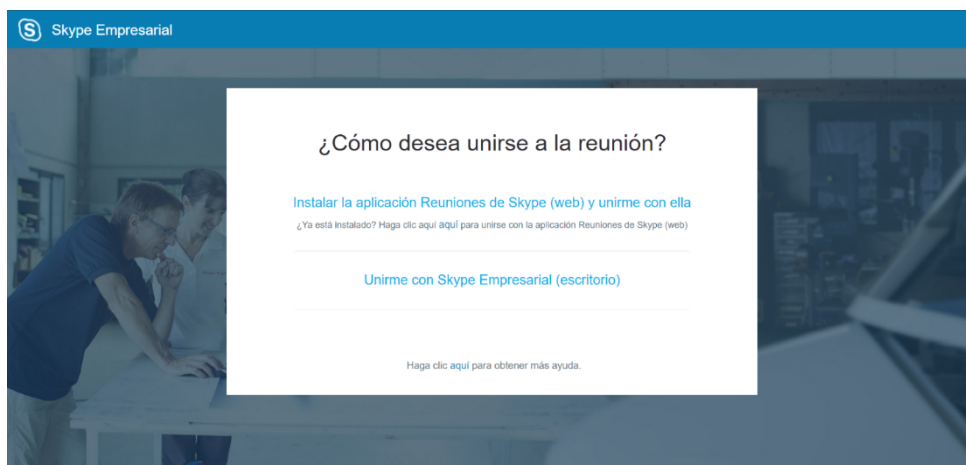 Skype Empresarial
¿Cómo desea unirse a la reunión?
Instalar la aplicación Reuniones de Skype (web) y unirme con ella
¿Ya está instalado? Haga clic aquí aquí para unirse con la aplicación Reuniones de Skype (web)
Unirme con Skype Empresarial (escritorio)
Haga clic aquí para obtener más ayuda.